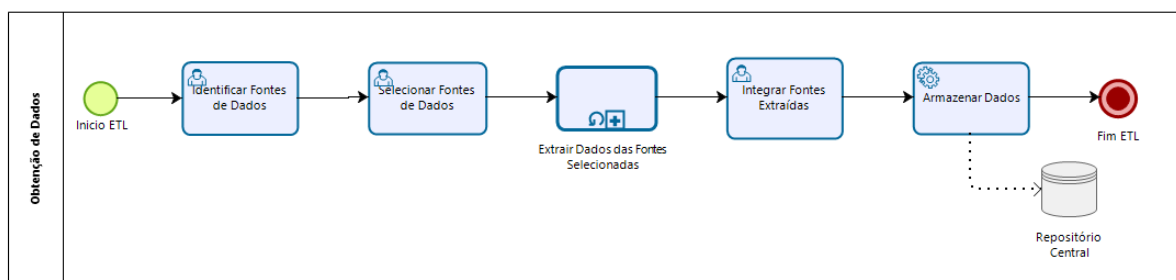 Obtenção de Dados
Inicio ETL
Identificar Fontes
de Dados
Selecionar Fontes
de Dados
Extrair Dados das Fontes
Selecionadas
Integrar Fontes
Extraídas
Armazenar Dados
Fim ETL
Repositório
Central